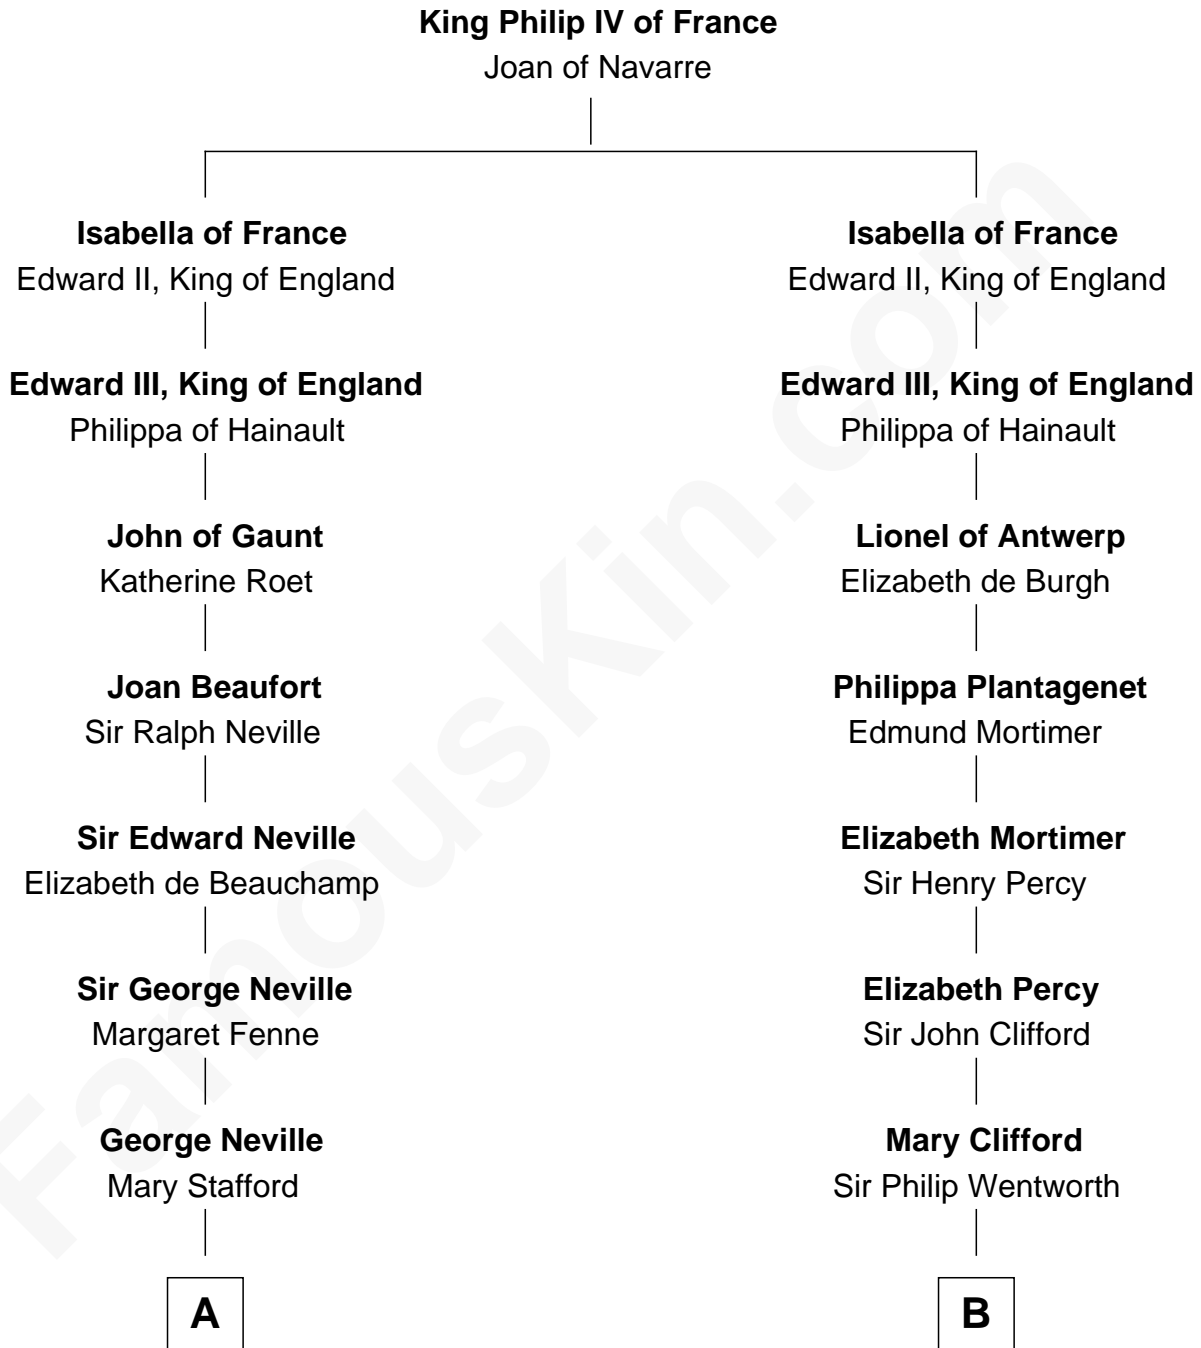 King Philip IV of France
Joan of Navarre
Isabella of France
Edward II, King of England
Edward III, King of England
Philippa of Hainault
John of Gaunt
Katherine Roet
Joan Beaufort
Sir Ralph Neville
Sir Edward Neville
Elizabeth de Beauchamp
Sir George Neville
Margaret Fenne
George Neville
Mary Stafford
A
Isabella of France
Edward II, King of England
Edward III, King of England
Philippa of Hainault
Lionel of Antwerp
Elizabeth de Burgh
Philippa Plantagenet
Edmund Mortimer
Elizabeth Mortimer
Sir Henry Percy
Elizabeth Percy
Sir John Clifford
Mary Clifford
Sir Philip Wentworth
B
FamousKin.com